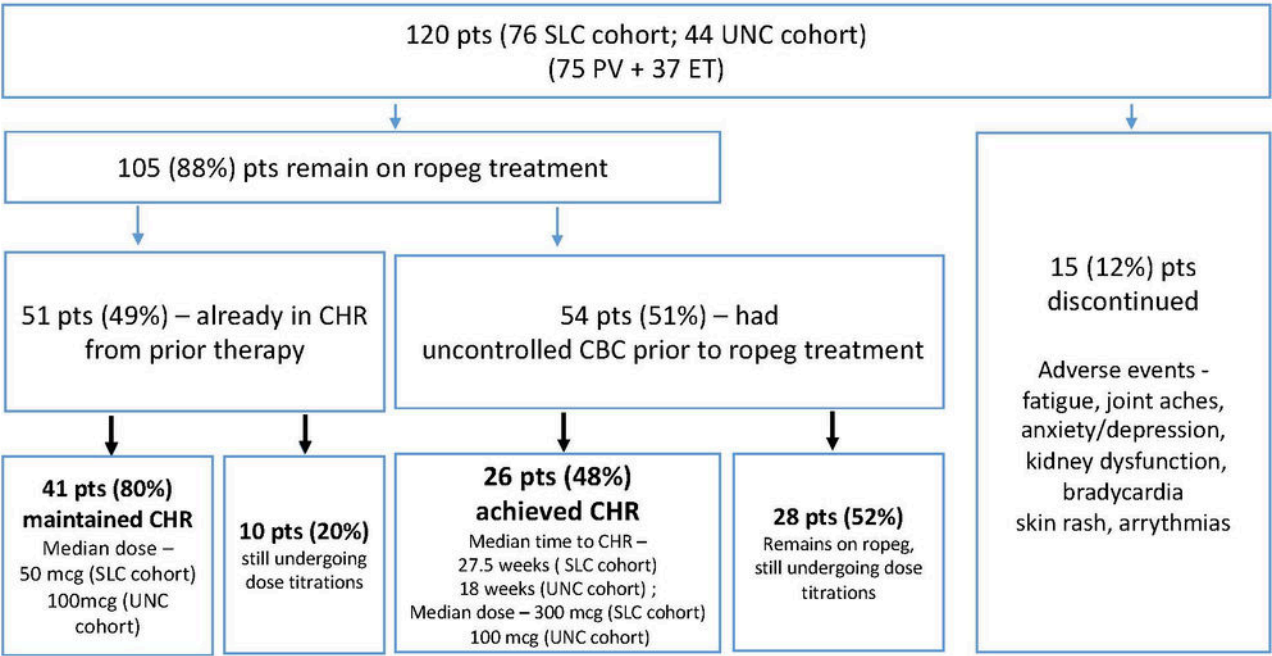 120 pts (76 SLC cohort; 44 UNC cohort)
(75 PV + 37 ET)
105 (88%) pts remain on ropeg treatment
51 pts (49%) – already in CHR
from prior therapy
54 pts (51%) – had
uncontrolled CBC prior to ropeg treatment
15 (12%) pts
discontinued
Adverse events -
fatigue, joint aches,
anxiety/depression,
kidney dysfunction,
bradycardia
skin rash, arrythmias
41 pts (80%)
maintained CHR
Median dose –
50 mcg (SLC cohort)
100mcg (UNC
cohort)
10 pts (20%)
still undergoing
dose titrations
26 pts (48%)
achieved CHR
Median time to CHR –
27.5 weeks ( SLC cohort)
18 weeks (UNC cohort) ;
Median dose – 300 mcg (SLC cohort)
100 mcg (UNC cohort)
28 pts (52%)
Remains on ropeg,
still undergoing dose
titrations